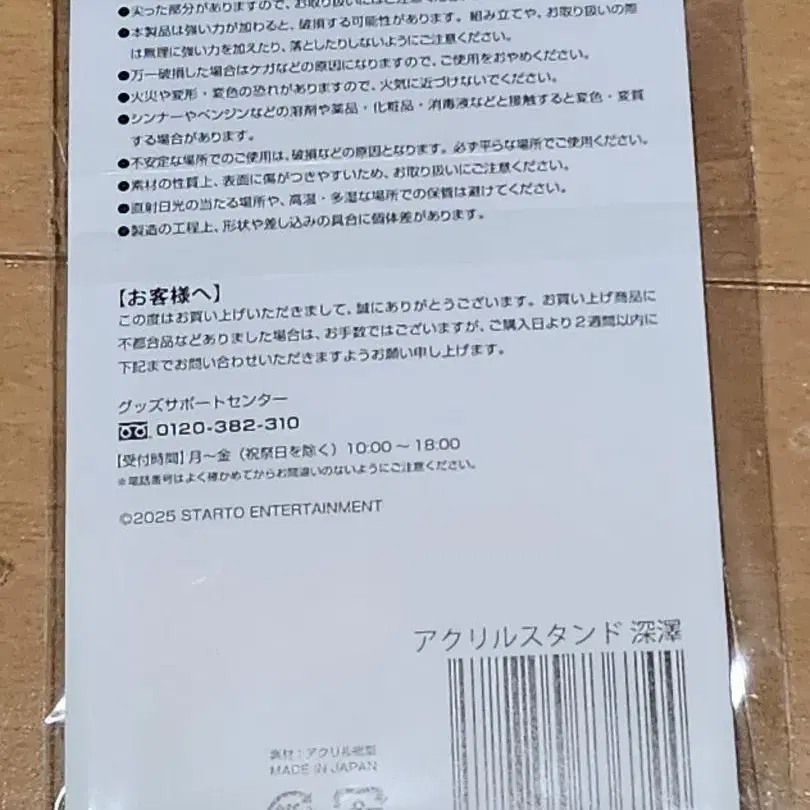 ●尖った部分がありますので、お取り扱いにはご注意くださ
●本製品は強い力が加わると、破損する可能性があります。組み立てや、お取り扱いの際
は無理に強い力を加えたり、落としたりしないようにご注意ください。
●万一破損した場合はケガなどの原因になりますので、ご使用をおやめください。
●火災や変形・変色の恐れがありますので、火気に近づけないでください。
●シンナーやベンジンなどの溶剤や薬品・化粧品・消毒液などと接触すると変色・変質
する場合があります。
●不安定な場所でのご使用は、破損などの原因となります。必ず平らな場所でご使用ください。
●素材の性質上、表面に傷がつきやすいため、お取り扱いにご注意ください。
●直射日光の当たる場所や、高温・多湿な場所での保管は避けてください。
●製造の工程上、形状や差し込みの具合に個体差があります。
【お客様へ】
この度はお買い上げいただきまして、誠にありがとうございます。お買い上げ商品に
不都合品などありました場合は、お手数ではございますが、ご購入日より2週間以内に
下記までお問い合わせいただきますようお願い申し上げます。
グッズサポートセンター
0120-382-310
【受付時間】月～金（祝祭日を除く）10:00～18:00
※電話番号はよく確かめてからお間違いのないようにご注意ください。
©2025 STARTO ENTERTAINMENT
アクリルスタンド 深澤
素材：アクリル樹脂
MADE IN JAPAN